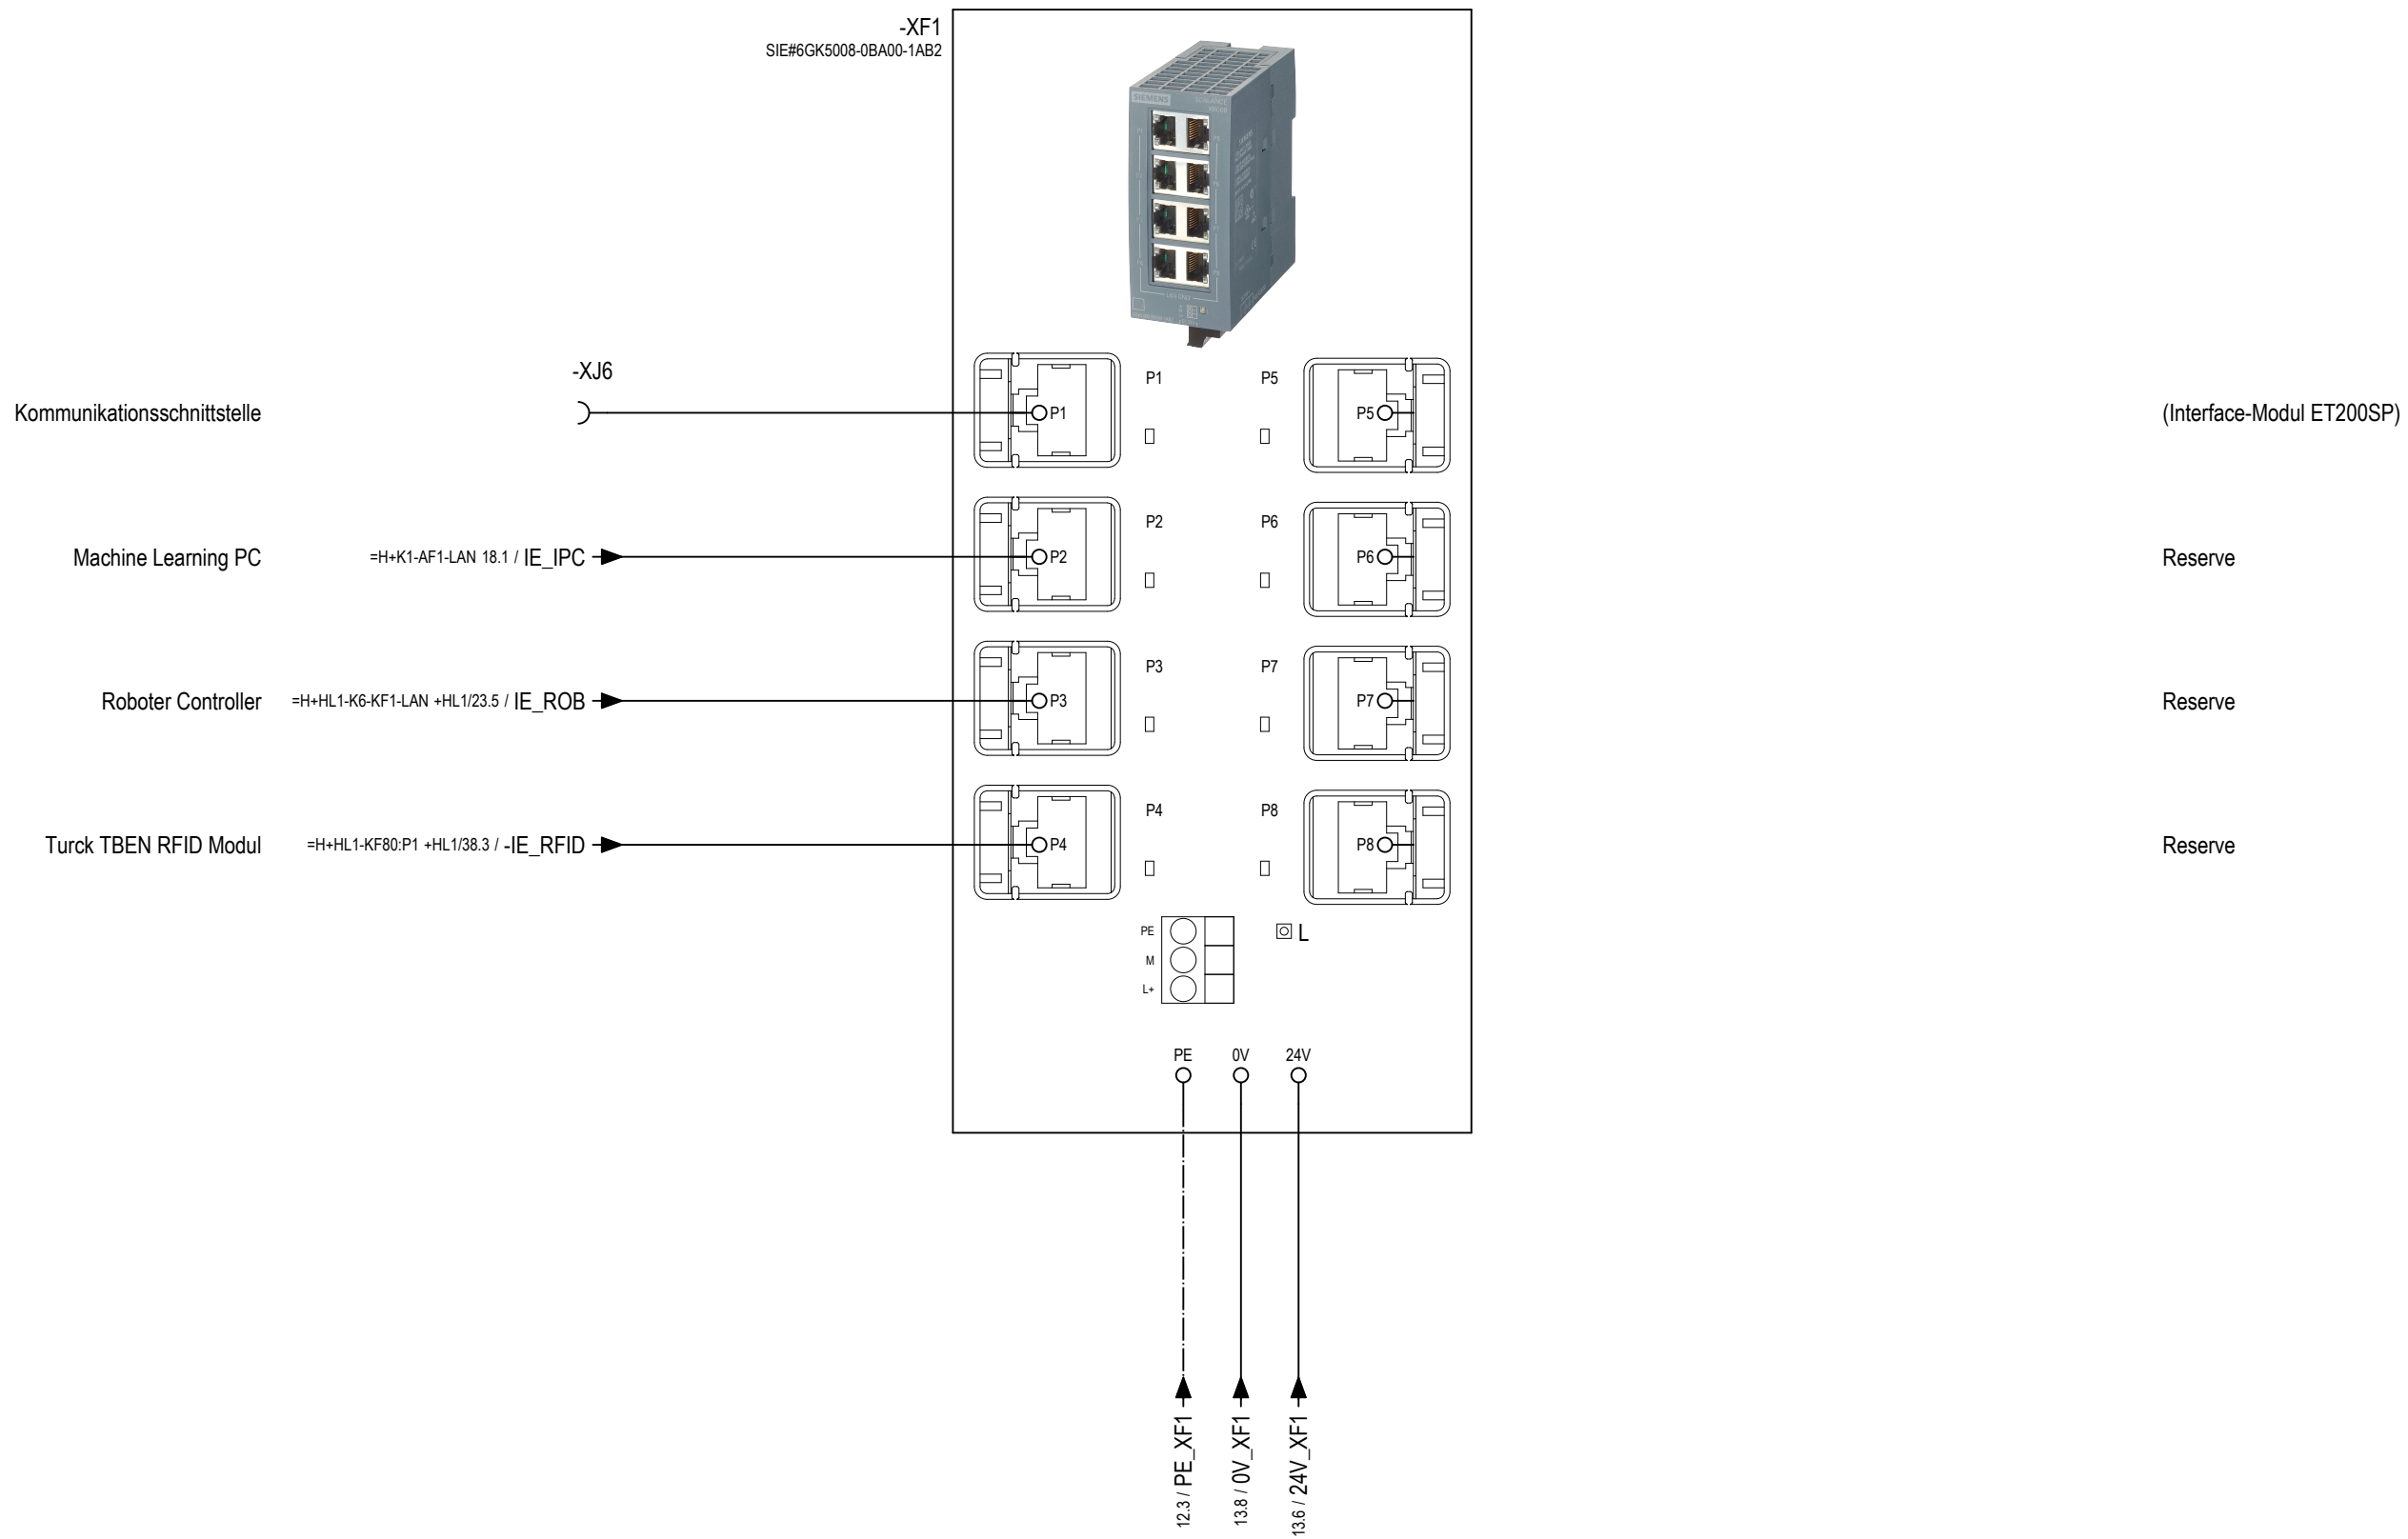 -XF1
SIE#6GK5008-0BA00-1AB2
SIEMENS
SCALANCE
-XJ6
P1
P5
Kommunikationsschnittstelle
P1
P5
(Interface-Modul ET200SP)
P2
P6
Machine Learning PC
=H+K1-AF1-LAN 18.1 / IE_IPC
P2
P6
Reserve
P3
P7
Roboter Controller
=H+HL1-K6-KF1-LAN +HL1/23.5 / IE_ROB
P3
P7
Reserve
P4
P8
Turck TBEN RFID Modul
=H+HL1-KF80:P1 +HL1/38.3 / -IE_RFID
P4
P8
Reserve
PE
L
M
L+
PE
0V
24V
12.3 / PE_XF1
13.8 / 0V_XF1
13.6 / 24V_XF1